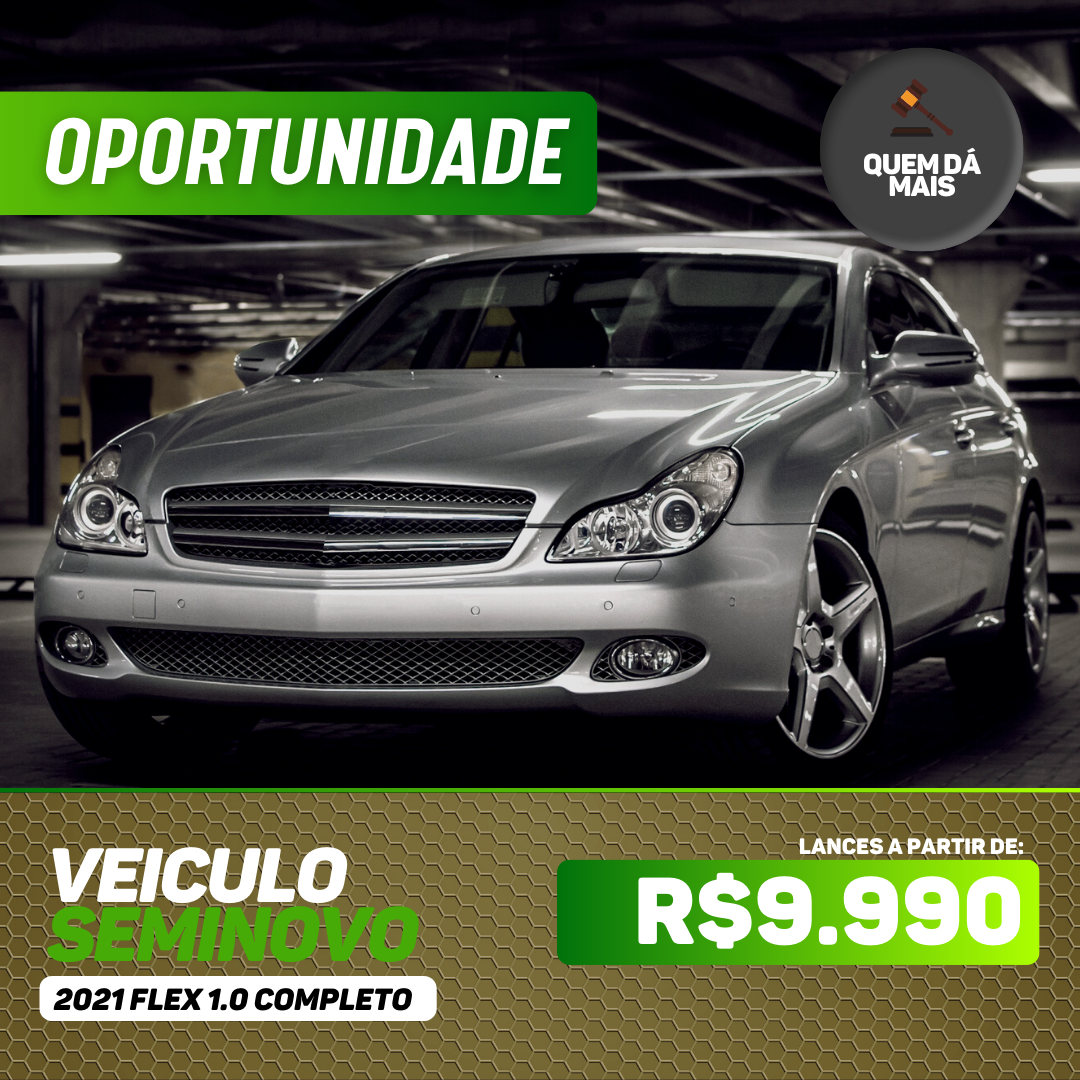 OPORTUNIDADE
QUEM DÁ
MAIS
VEICULO
SEMINOVO
2021 FLEX 1.0 COMPLETO
LANCES A PARTIR DE:
R$9.990